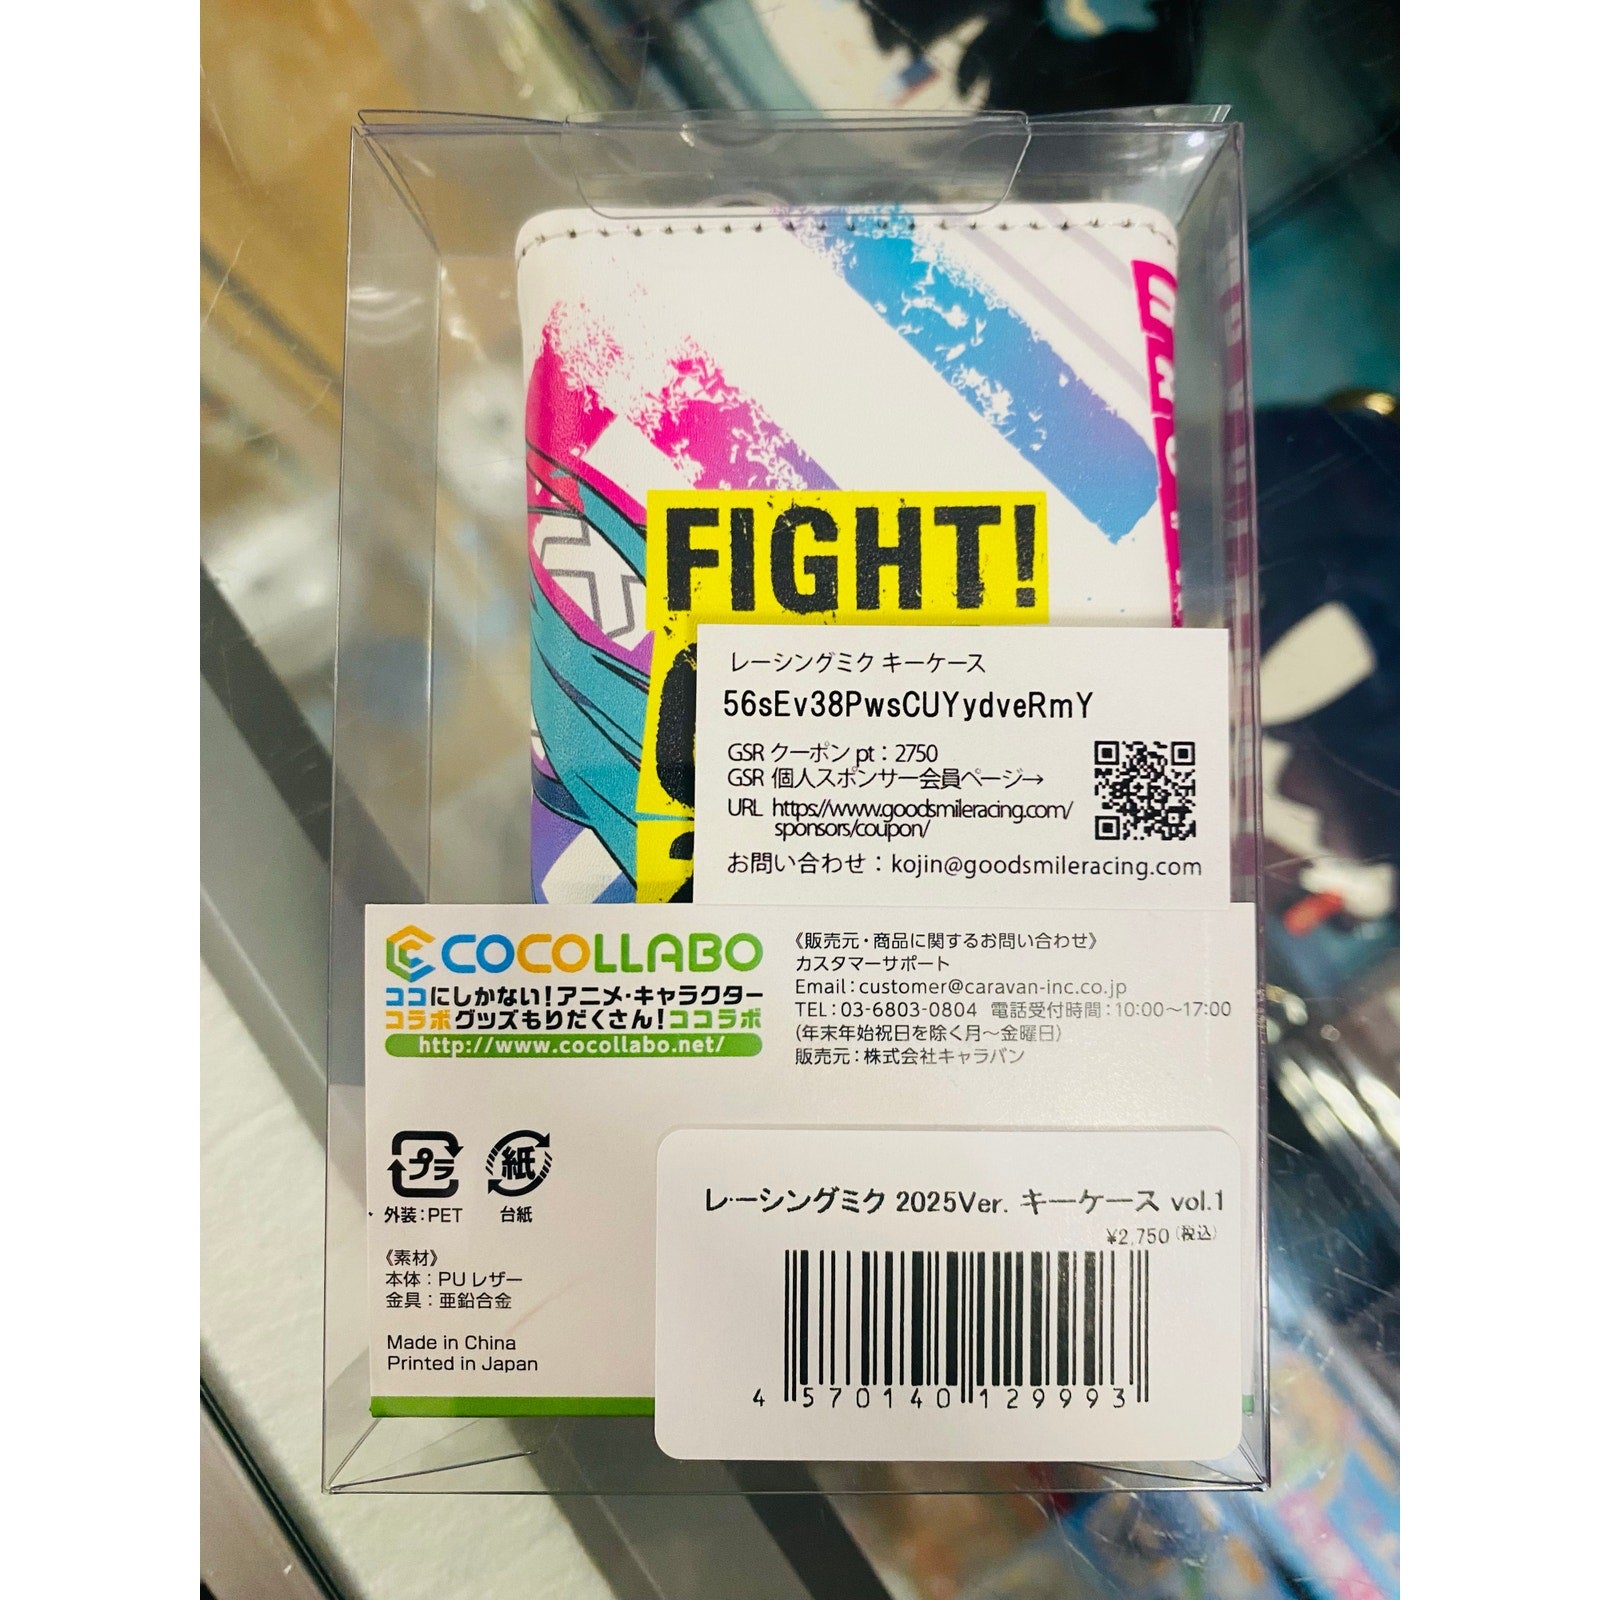 FIGHT!
レーシングミク キーケース
56sEv38PwsCUYydveRmY
GSR クーポン pt：2750
GSR 個人スポンサー会員ページ→
URL https://www.goodsmileracing.com/
sponsors/coupon/
お問い合わせ：kojin@goodsmileracing.com
COCOLLABO
ココにしかない！アニメ・キャラクター
コラボグッズもりだくさん！ココラボ
http://www.cocollabo.net/
《販売元・商品に関するお問い合わせ》
カスタマーサポート
Email：customer@caravan-inc.co.jp
TEL：03-6803-0804 電話受付時間：10:00～17:00
(年末年始祝日を除く月～金曜日)
販売元：株式会社キャラバン
プラ
外装：PET
紙
台紙
《素材》
本体：PU レザー
金具：亜鉛合金
Made in China
Printed in Japan
レーシングミク 2025Ver. キーケース vol.1
¥2,750（税込）
4 570140 129993